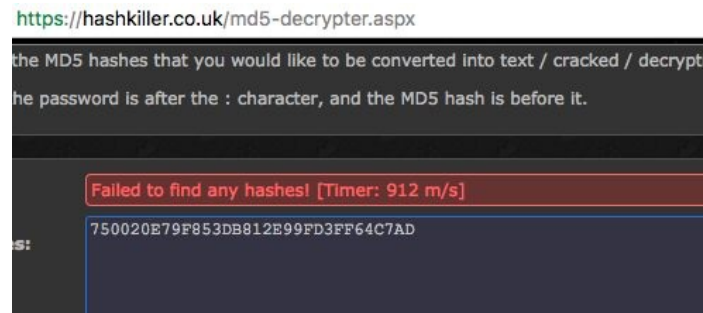 https://hashkiller.co.uk/md5-decrypter.aspx
the MD5 hashes that you would like to be converted into text / cracked / decrypt
he password is after the : character, and the MD5 hash is before it.
Failed to find any hashes! [Timer: 912 m/s]
es:
750020E79F853DB812E99FD3FF64C7AD